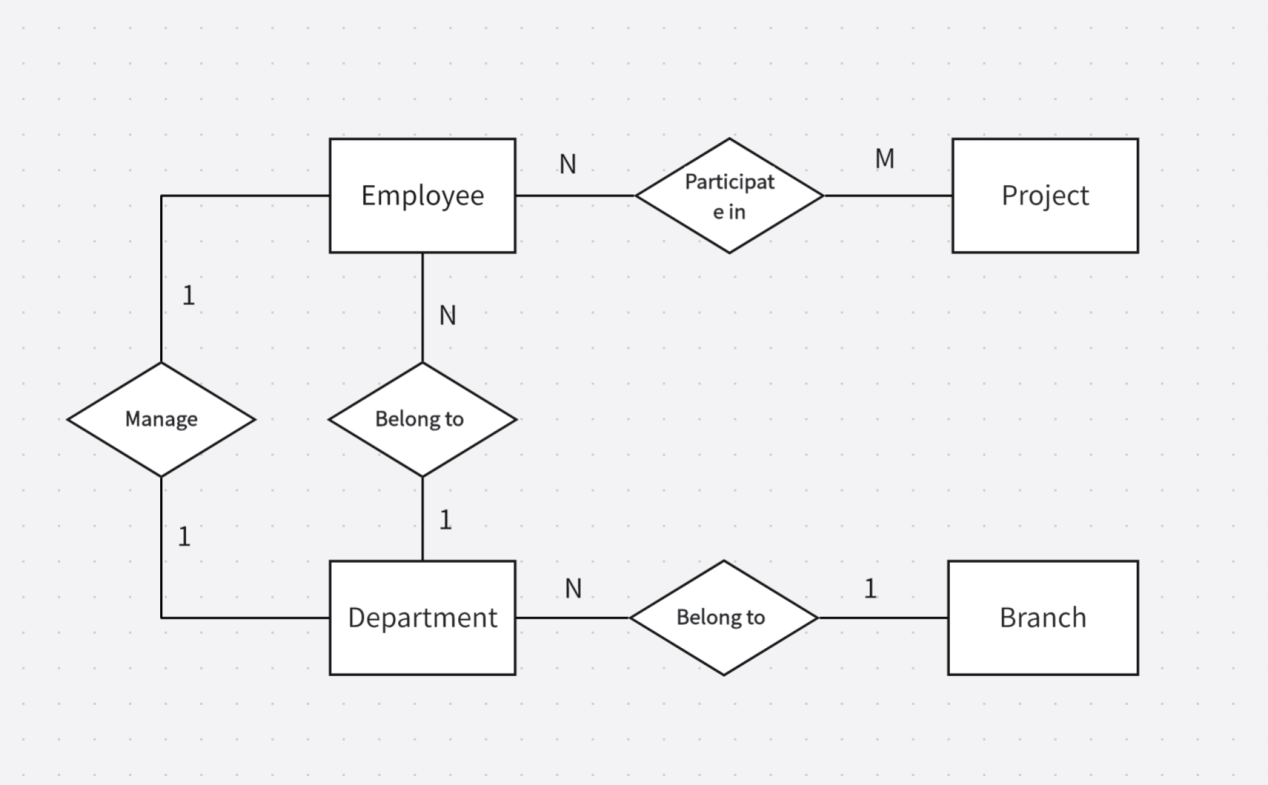 Employee
N
Participat
e in
M
Project
1
N
Manage
Belong to
1
1
Department
N
Belong to
1
Branch